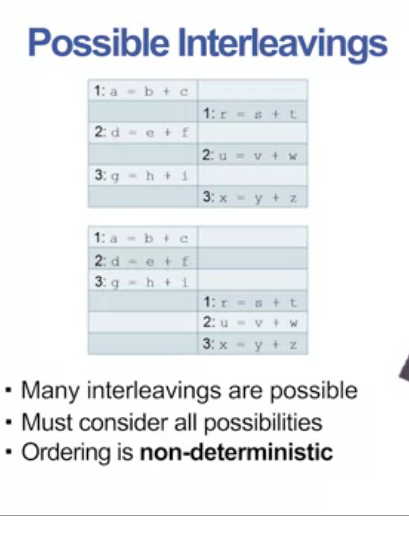 Possible Interleavings
1: a = b + c
1: r = s + t
2: d = e + f
2: u = v + w
3: g = h + i
3: x = y + z
1: a = b + c
2: d = e + f
3: g = h + i
1: r = s + t
2: u = v + w
3: x = y + z
▪ Many interleavings are possible
▪ Must consider all possibilities
▪ Ordering is non-deterministic